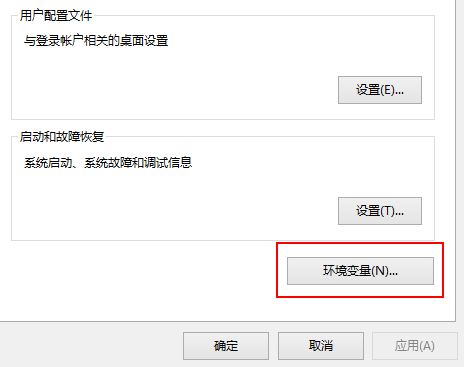 用户配置文件
与登录帐户相关的桌面设置
设置(E)...
启动和故障恢复
系统启动、系统故障和调试信息
设置(T)...
环境变量(N)...
确定 取消 应用(A)